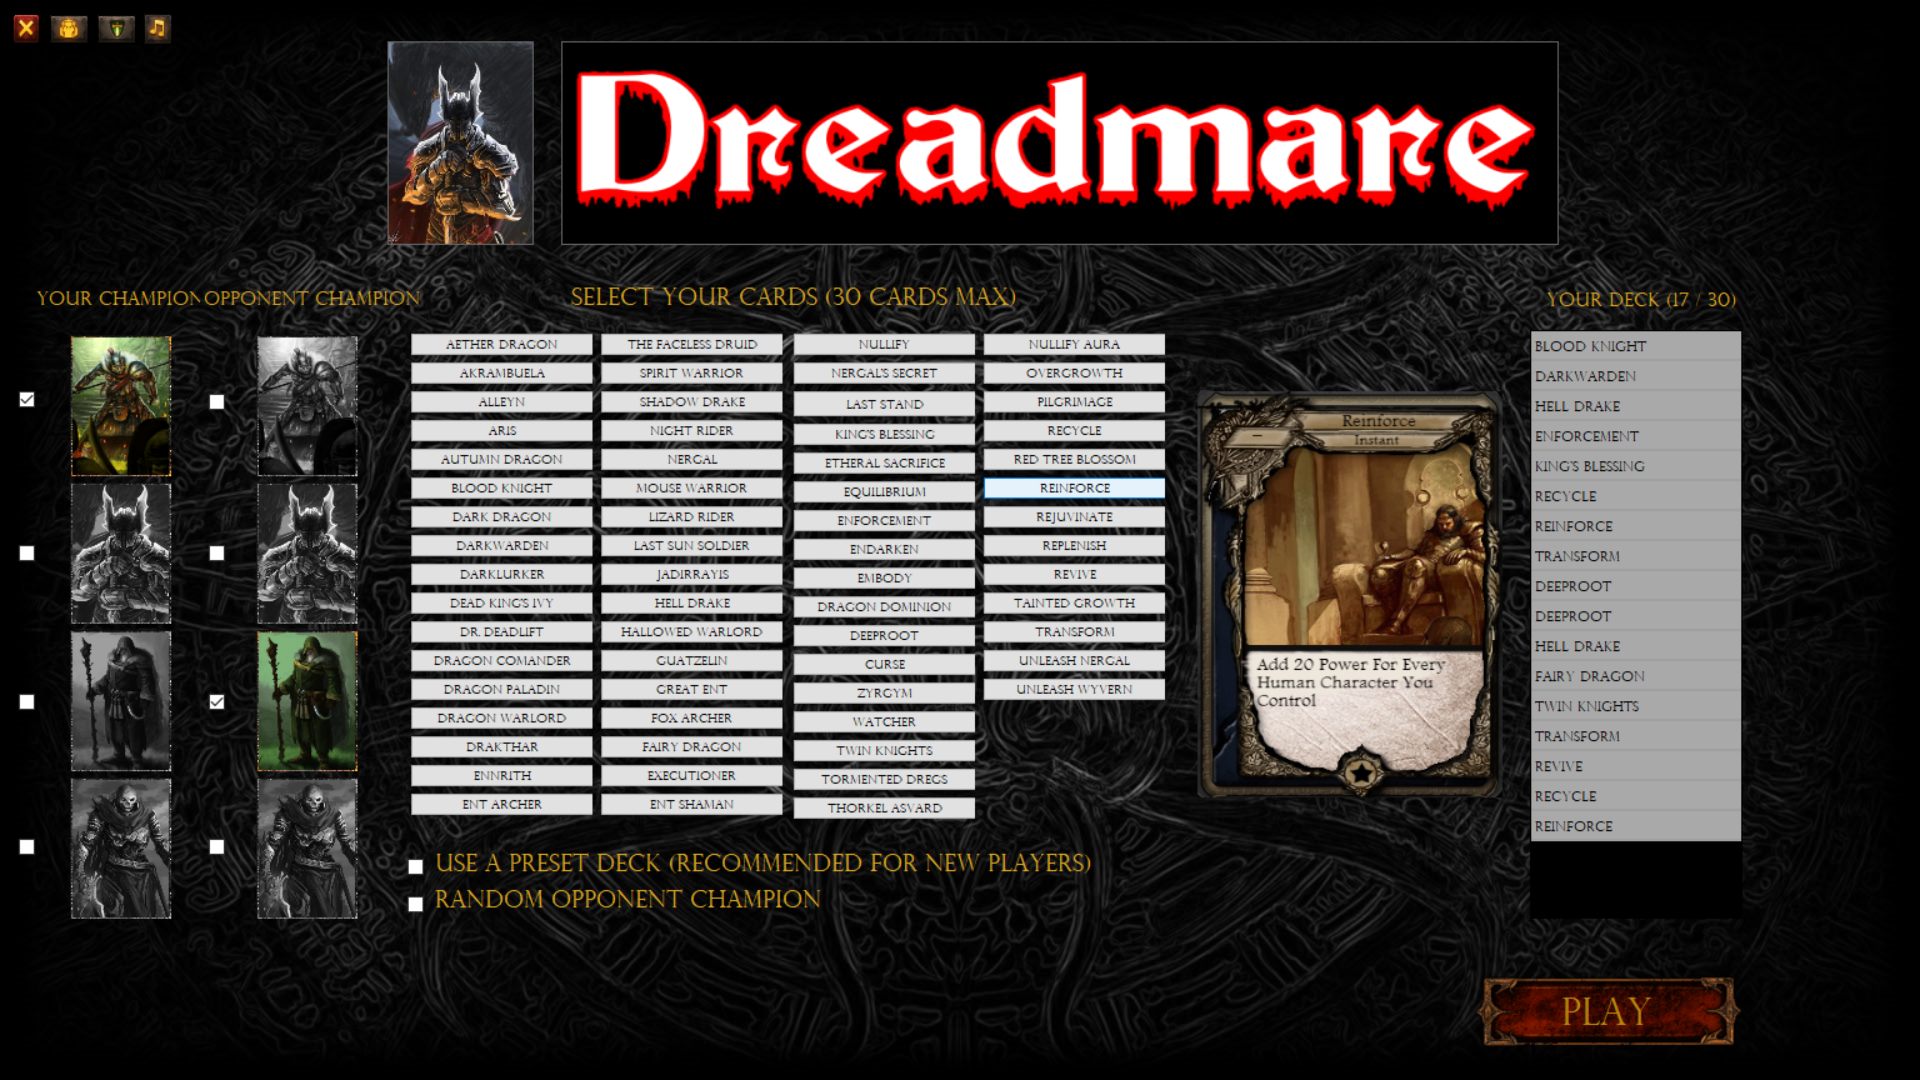 Dreadmare
YOUR CHAMPION
OPPONENT CHAMPION
SELECT YOUR CARDS (30 CARDS MAX)
YOUR DECK (17 / 30)
AETHER DRAGON
AKRAMBUELA
ALLEYN
ARIS
AUTUMN DRAGON
BLOOD KNIGHT
DARK DRAGON
DARKWARDEN
DARKLURKER
DEAD KING'S IVY
DR. DEADLIFT
DRAGON COMANDER
DRAGON PALADIN
DRAGON WARLORD
DRAKTHAR
ENNRITH
ENT ARCHER
THE FACELESS DRUID
SPIRIT WARRIOR
SHADOW DRAKE
NIGHT RIDER
NERGAL
MOUSE WARRIOR
LIZARD RIDER
LAST SUN SOLDIER
JADIRRAYIS
HELL DRAKE
HALLOWED WARLORD
GUATZELIN
GREAT ENT
FOX ARCHER
FAIRY DRAGON
EXECUTIONER
ENT SHAMAN
NULLIFY
NERGAL'S SECRET
LAST STAND
KING'S BLESSING
ETHERAL SACRIFICE
EQUILIBRIUM
ENFORCEMENT
ENDARKEN
EMBODY
DRAGON DOMINION
DEEPROOT
CURSE
ZYRGYM
WATCHER
TWIN KNIGHTS
TORMENTED DREGS
THORKEL ASVARD
NULLIFY AURA
OVERGROWTH
PILGRIMAGE
RECYCLE
RED TREE BLOSSOM
REINFORCE
REJUVINATE
REPLENISH
REVIVE
TAINTED GROWTH
TRANSFORM
UNLEASH NERGAL
UNLEASH WYVERN
Reinforce
Instant
Add 20 Power For Every
Human Character You
Control
BLOOD KNIGHT
DARKWARDEN
HELL DRAKE
ENFORCEMENT
KING'S BLESSING
RECYCLE
REINFORCE
TRANSFORM
DEEPROOT
DEEPROOT
HELL DRAKE
FAIRY DRAGON
TWIN KNIGHTS
TRANSFORM
REVIVE
RECYCLE
REINFORCE
USE A PRESET DECK (RECOMMENDED FOR NEW PLAYERS)
RANDOM OPPONENT CHAMPION
PLAY